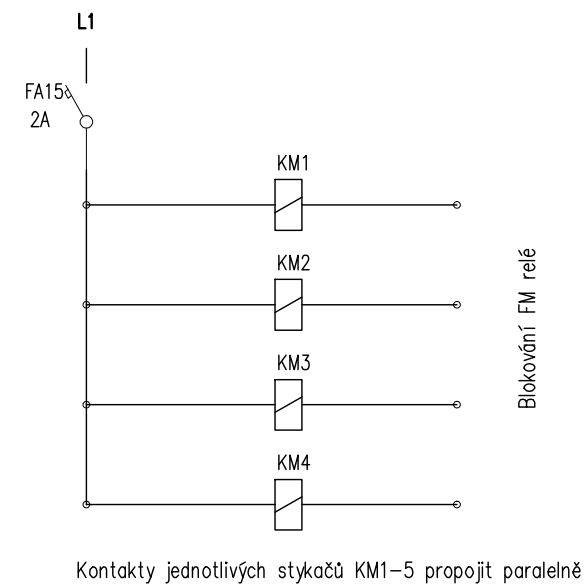 L1
FA15
2A
KM1
KM2
KM3
KM4
Blokování FM relé
Kontakty jednotlivých stykačů KM1-5 propojit paralelně